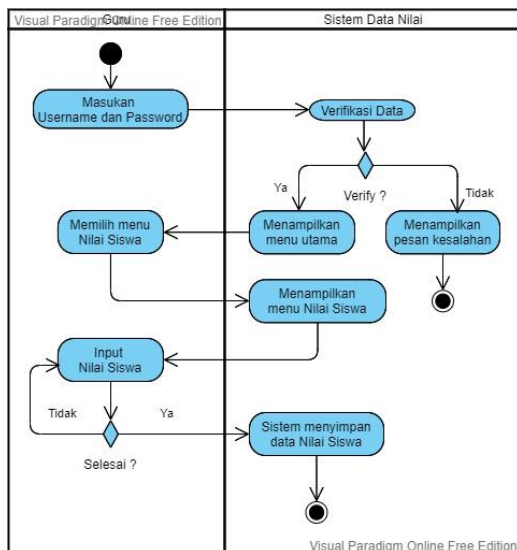 Visual Paradigm Online Free Edition
Guru
Sistem Data Nilai
Masukan
Username dan Password
Verifikasi Data
Ya
Verify ?
Tidak
Memilih menu
Nilai Siswa
Menampilkan
menu utama
Menampilkan
pesan kesalahan
Menampilkan
menu Nilai Siswa
Input
Nilai Siswa
Tidak
Ya
Selesai ?
Sistem menyimpan
data Nilai Siswa
Visual Paradigm Online Free Edition